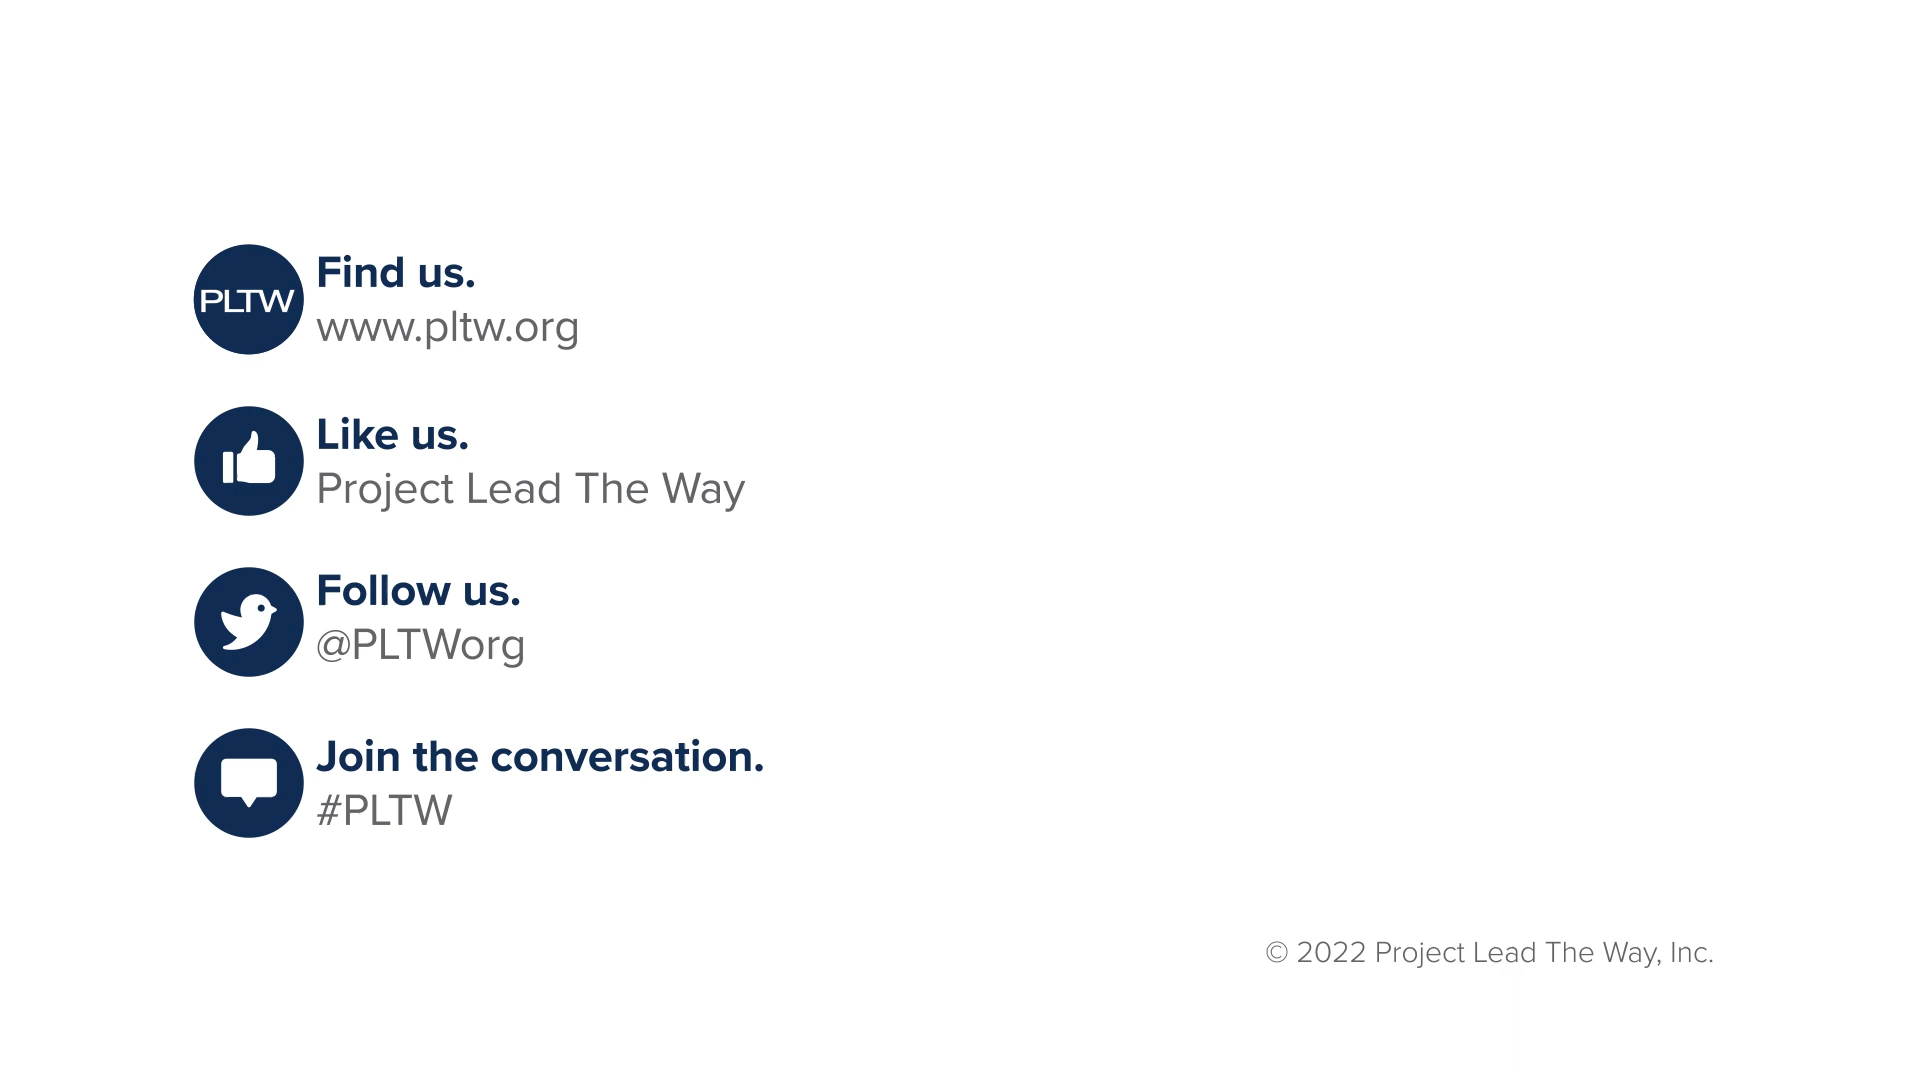 PLTW
Find us.
www.pltw.org
Like us.
Project Lead The Way
Follow us.
@PLTWorg
Join the conversation.
#PLTW
© 2022 Project Lead The Way, Inc.